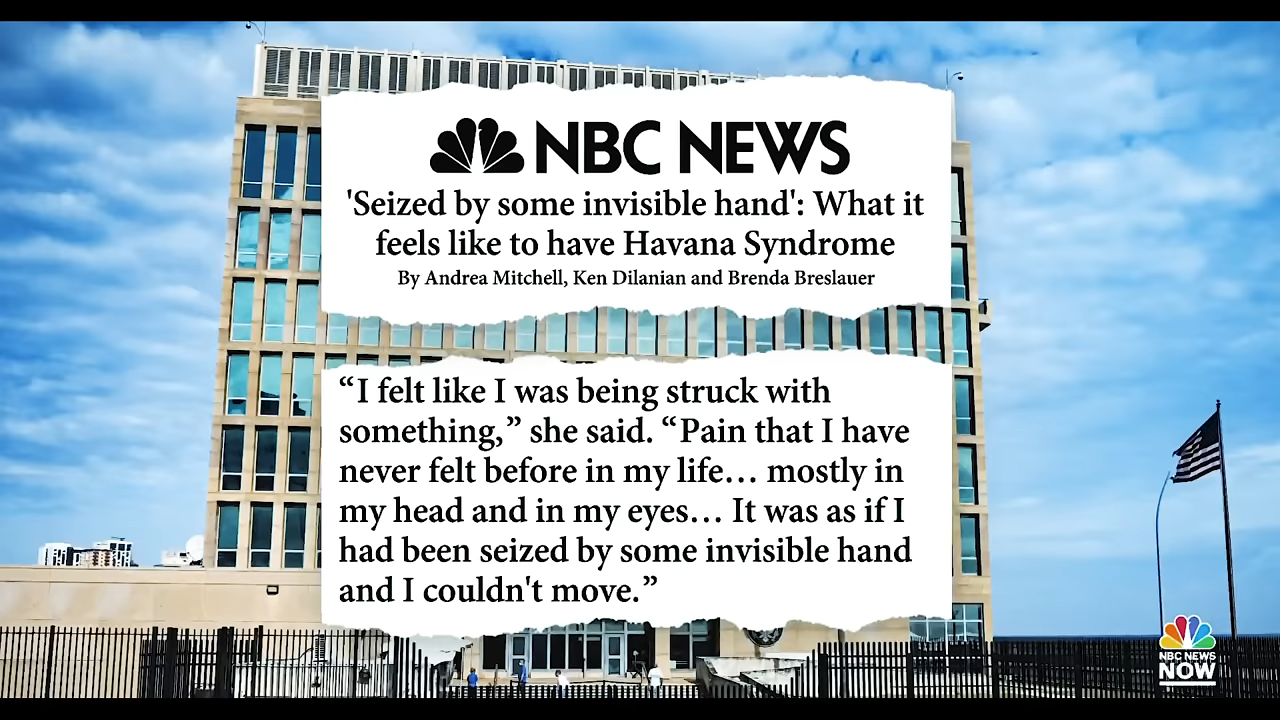 NBC NEWS
'Seized by some invisible hand': What it
feels like to have Havana Syndrome
By Andrea Mitchell, Ken Dilanian and Brenda Breslauer
“I felt like I was being struck with
something,” she said. “Pain that I have
never felt before in my life… mostly in
my head and in my eyes… It was as if I
had been seized by some invisible hand
and I couldn't move.”
NBC NEWS
NOW